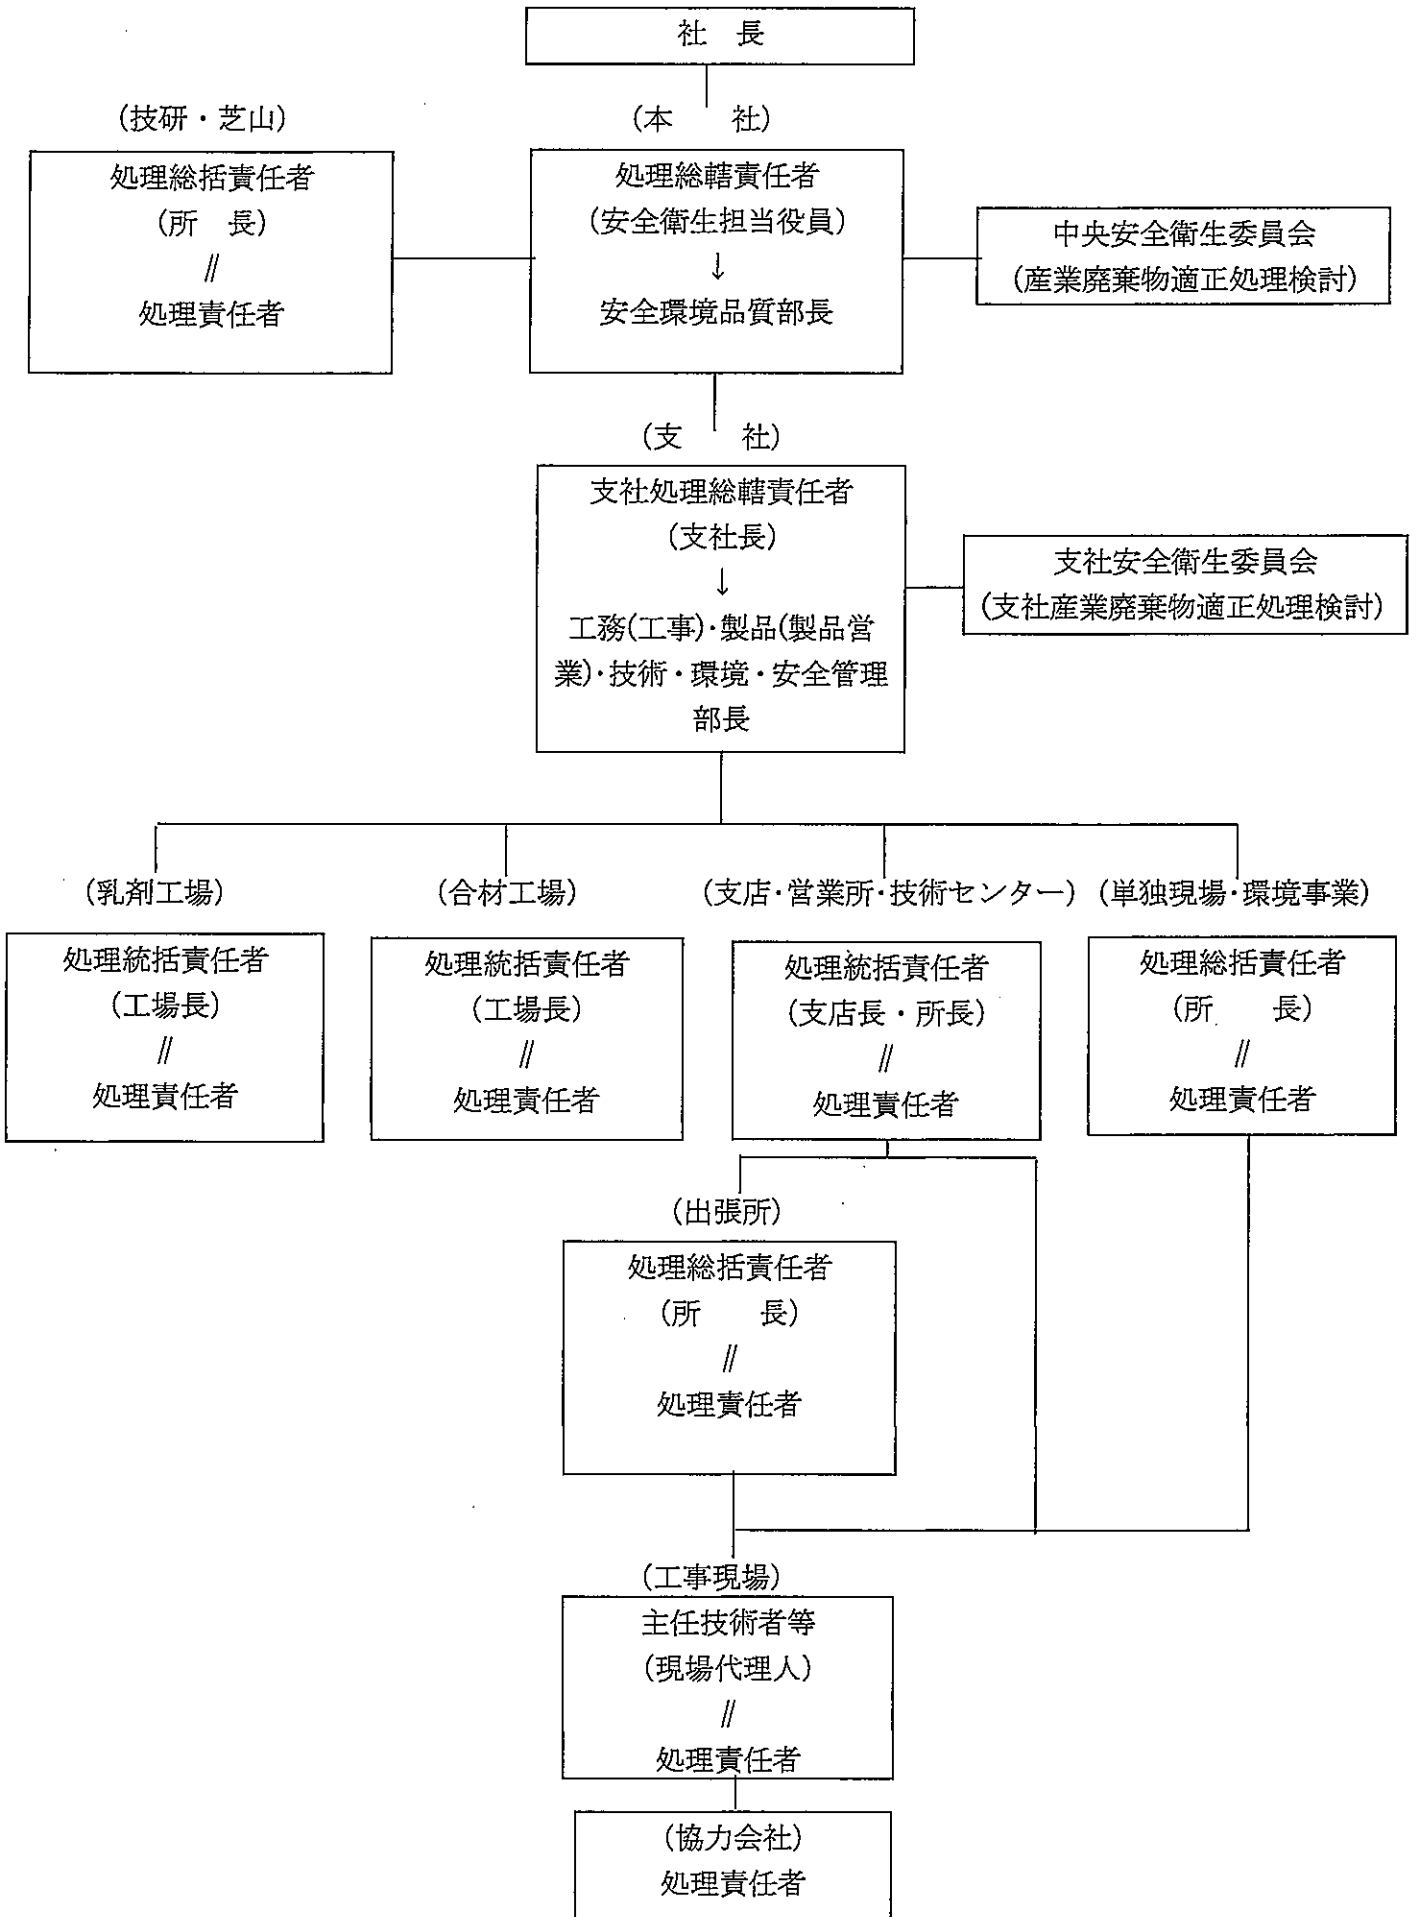 社　長
(技研・芝山)
処理総括責任者
(所　長)
〃
処理責任者
(本　　社)
処理総轄責任者
(安全衛生担当役員)
↓
安全環境品質部長
中央安全衛生委員会
(産業廃棄物適正処理検討)
(支　　社)
支社処理総轄責任者
(支社長)
↓
工務(工事)・製品(製品営
業)・技術・環境・安全管理
部長
支社安全衛生委員会
(支社産業廃棄物適正処理検討)
(乳剤工場)
処理統括責任者
(工場長)
〃
処理責任者
(合材工場)
処理統括責任者
(工場長)
〃
処理責任者
(支店・営業所・技術センター)
処理統括責任者
(支店長・所長)
〃
処理責任者
(単独現場・環境事業)
処理総括責任者
(所　　長)
〃
処理責任者
(出張所)
処理総括責任者
(所　　長)
〃
処理責任者
(工事現場)
主任技術者等
(現場代理人)
〃
処理責任者
(協力会社)
処理責任者